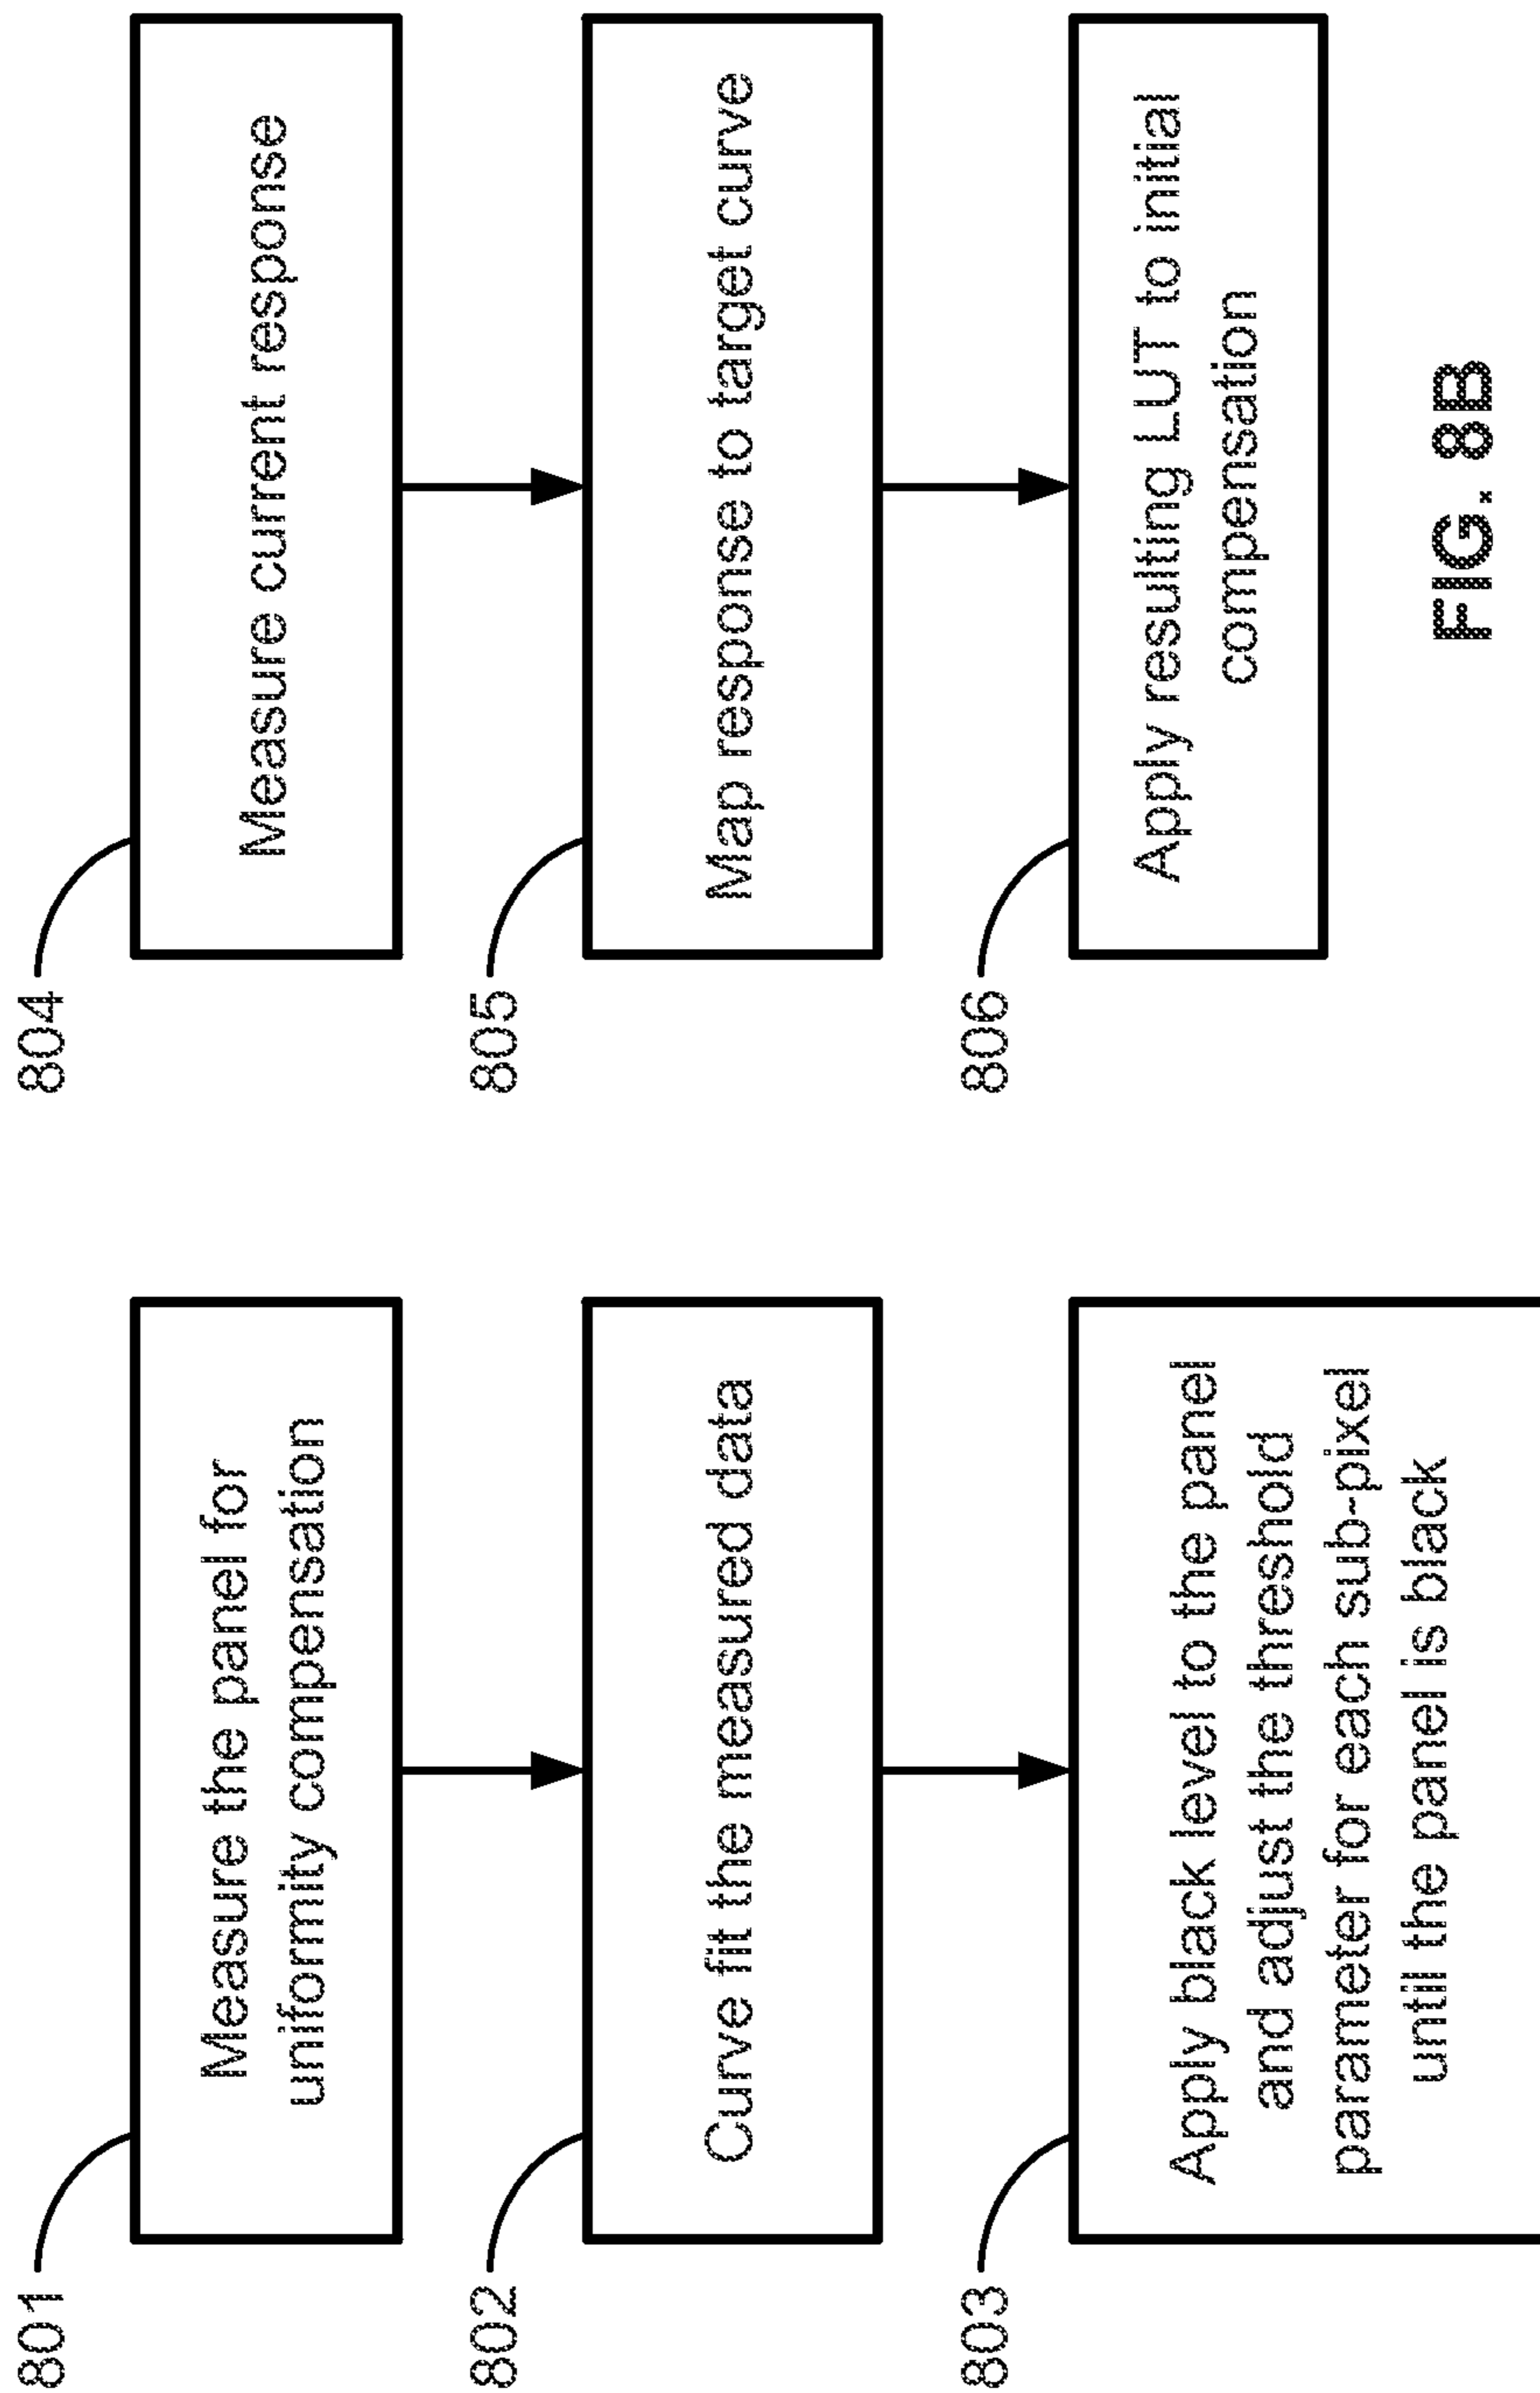 801
Measure the panel for
uniformity compensation
802
Curve fit the measured data
803
Apply black level to the panel
and adjust the threshold
parameter for each sub-pixel
until the panel is black
804
Measure current response
805
Map response to target curve
806
Apply resulting LUT to initial
compensation
FIG. 8B